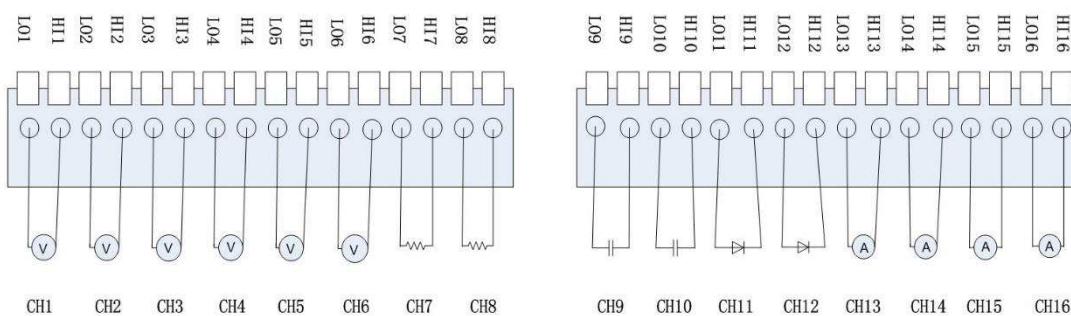 LO1 HI1 LO2 HI2 LO3 HI3 LO4 HI4 LO5 HI5 LO6 HI6 LO7 HI7 LO8 HI8 LO9 HI9 LO10 HI10 LO11 HI11 LO12 HI12 LO13 HI13 LO14 HI14 LO15 HI15 LO16 HI16
V V V V V V A A A A
CH1 CH2 CH3 CH4 CH5 CH6 CH7 CH8 CH9 CH10 CH11 CH12 CH13 CH14 CH15 CH16